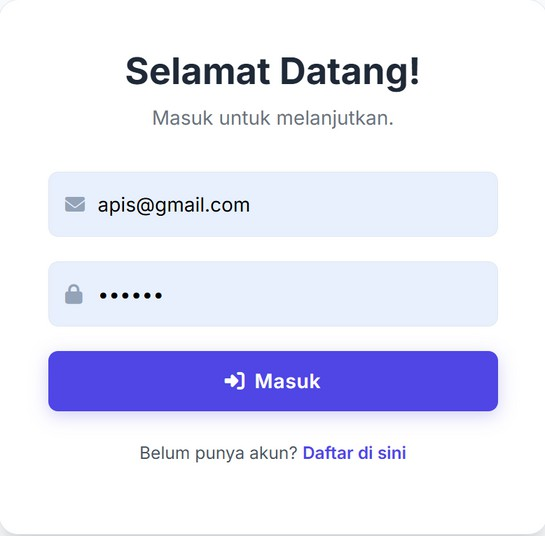 Selamat Datang!
Masuk untuk melanjutkan.
apis@gmail.com
••••••
Masuk
Belum punya akun? Daftar di sini